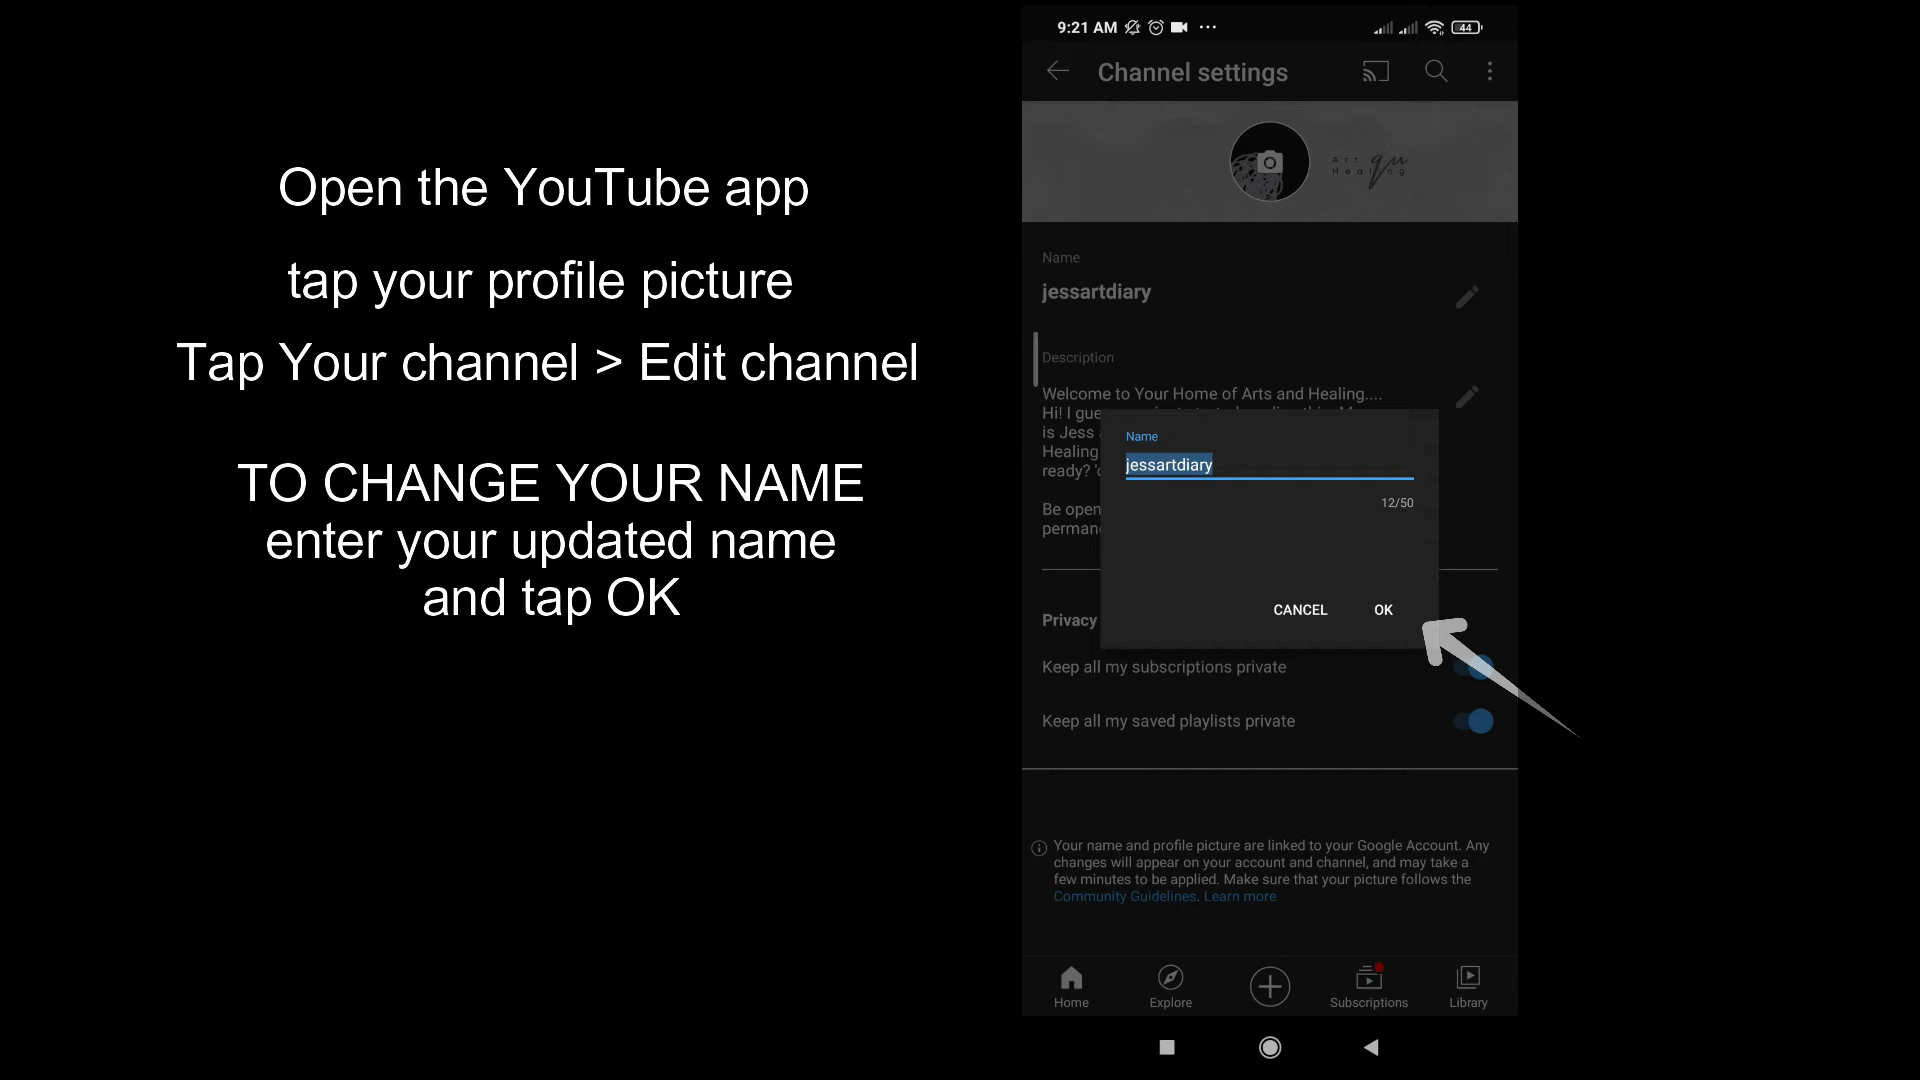 Open the YouTube app
tap your profile picture
Tap Your channel > Edit channel
TO CHANGE YOUR NAME
enter your updated name
and tap OK
9:21 AM
44
Channel settings
Art qu
Healing
Name
jessartdiary
Description
Welcome to Your Home of Arts and Healing....
Hi! I gue
is Jess
Healing
ready?
Be open
perman
Name
jessartdiary
12/50
CANCEL
OK
Privacy
Keep all my subscriptions private
Keep all my saved playlists private
Your name and profile picture are linked to your Google Account. Any
changes will appear on your account and channel, and may take a
few minutes to be applied. Make sure that your picture follows the
Community Guidelines. Learn more
Home
Explore
Subscriptions
Library